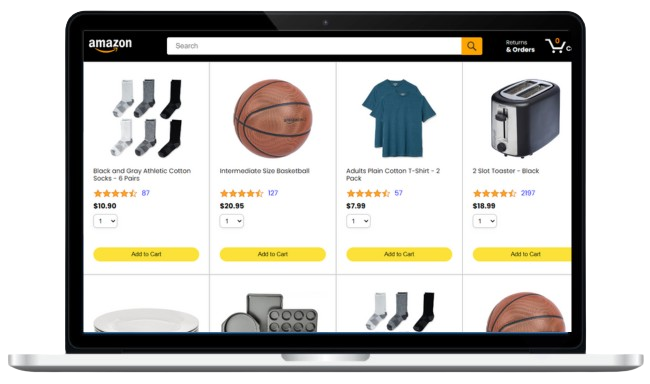 amazon
Search
Returns
& Orders
0
Black and Gray Athletic Cotton
Socks - 6 Pairs
87
$10.90
1
Add to Cart
Intermediate Size Basketball
127
$20.95
1
Add to Cart
Adults Plain Cotton T-Shirt - 2
Pack
57
$7.99
1
Add to Cart
2 Slot Toaster - Black
2197
$18.99
1
Add to Cart